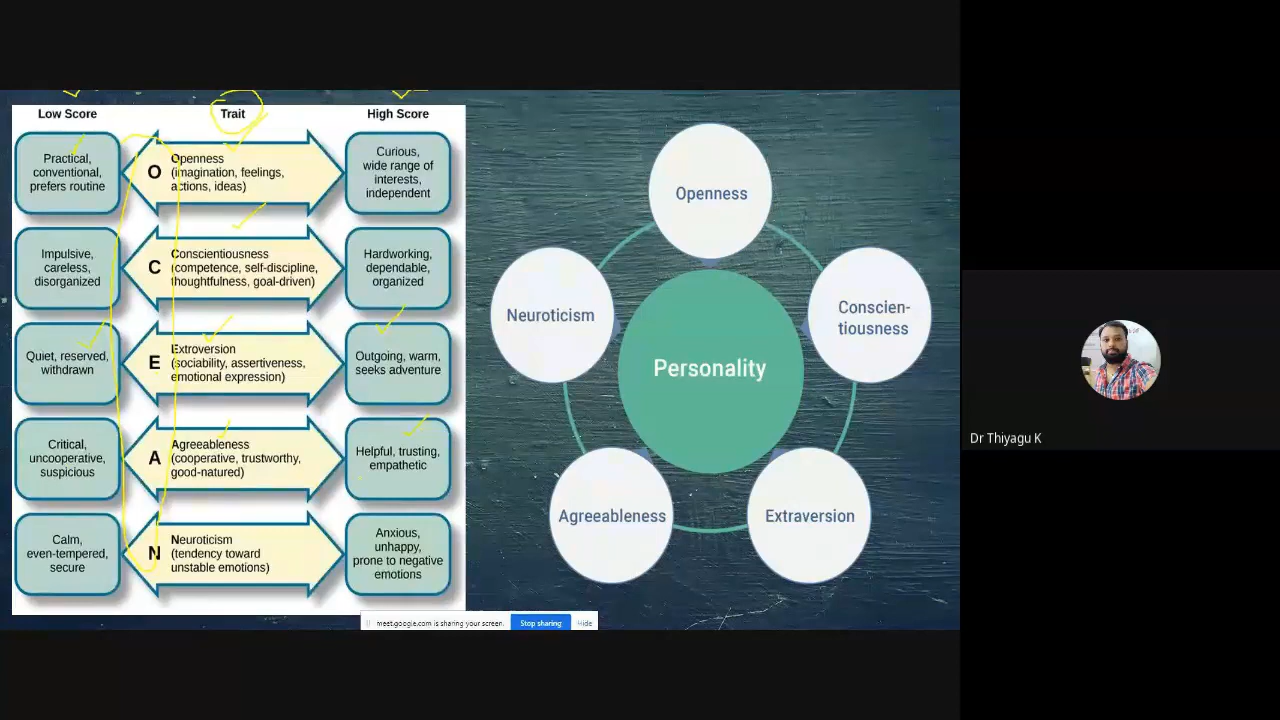 Low Score
Trait
High Score
Practical,
conventional,
prefers routine
O
Openness
(imagination, feelings,
actions, ideas)
Curious,
wide range of
interests,
independent
Impulsive,
careless,
disorganized
C
Conscientiousness
(competence, self-discipline,
thoughtfulness, goal-driven)
Hardworking,
dependable,
organized
Quiet, reserved,
withdrawn
E
Extroversion
(sociability, assertiveness,
emotional expression)
Outgoing, warm,
seeks adventure
Critical,
uncooperative,
suspicious
A
Agreeableness
(cooperative, trustworthy,
good-natured)
Helpful, trusting,
empathetic
Calm,
even-tempered,
secure
N
Neuroticism
(tendency toward
unstable emotions)
Anxious,
unhappy,
prone to negative
emotions
Openness
Neuroticism
Conscien-
tiousness
Personality
Agreeableness
Extraversion
meet.google.com is sharing your screen.
Stop sharing
Hide
Dr Thiyagu K